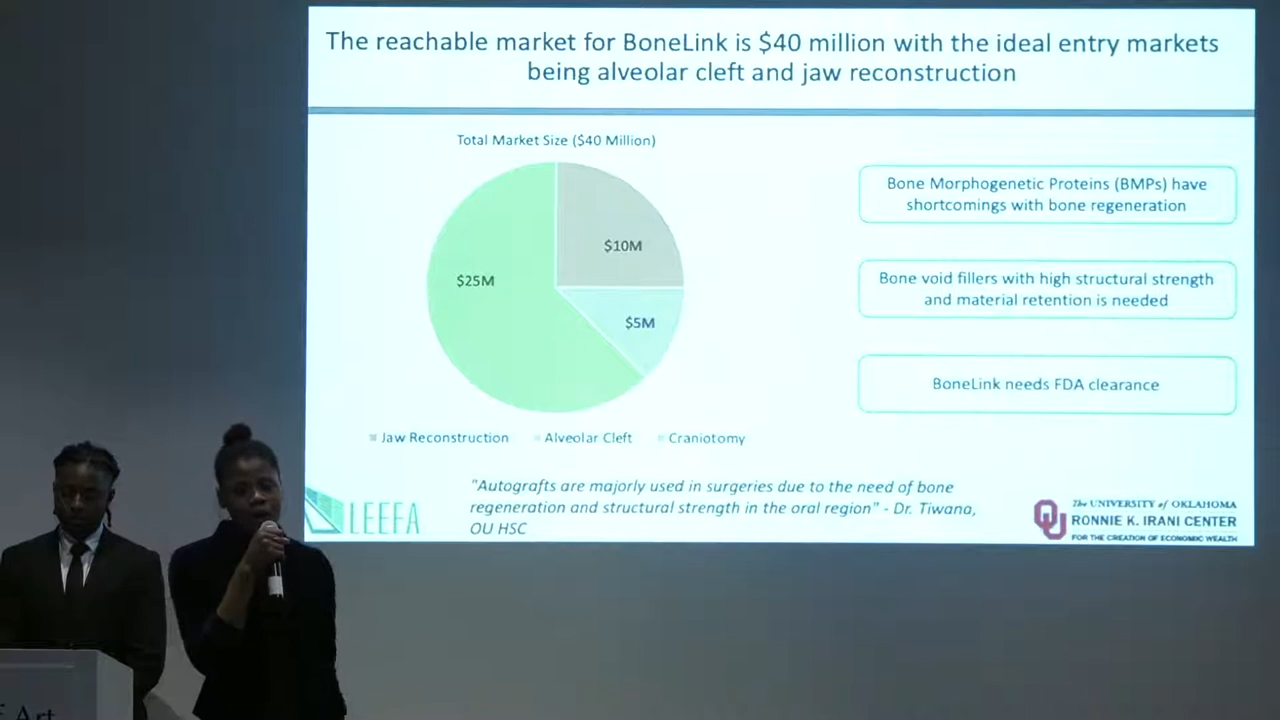 The reachable market for BoneLink is $40 million with the ideal entry markets
being alveolar cleft and jaw reconstruction
Total Market Size ($40 Million)
$10M
$25M
$5M
Jaw Reconstruction
Alveolar Cleft
Craniotomy
Bone Morphogenetic Proteins (BMPs) have
shortcomings with bone regeneration
Bone void fillers with high structural strength
and material retention is needed
BoneLink needs FDA clearance
"Autografts are majorly used in surgeries due to the need of bone
regeneration and structural strength in the oral region" - Dr. Tiwana,
OU HSC
LEEFA
OU
The UNIVERSITY of OKLAHOMA
RONNIE K. IRANI CENTER
FOR THE CREATION OF ECONOMIC WEALTH
Art